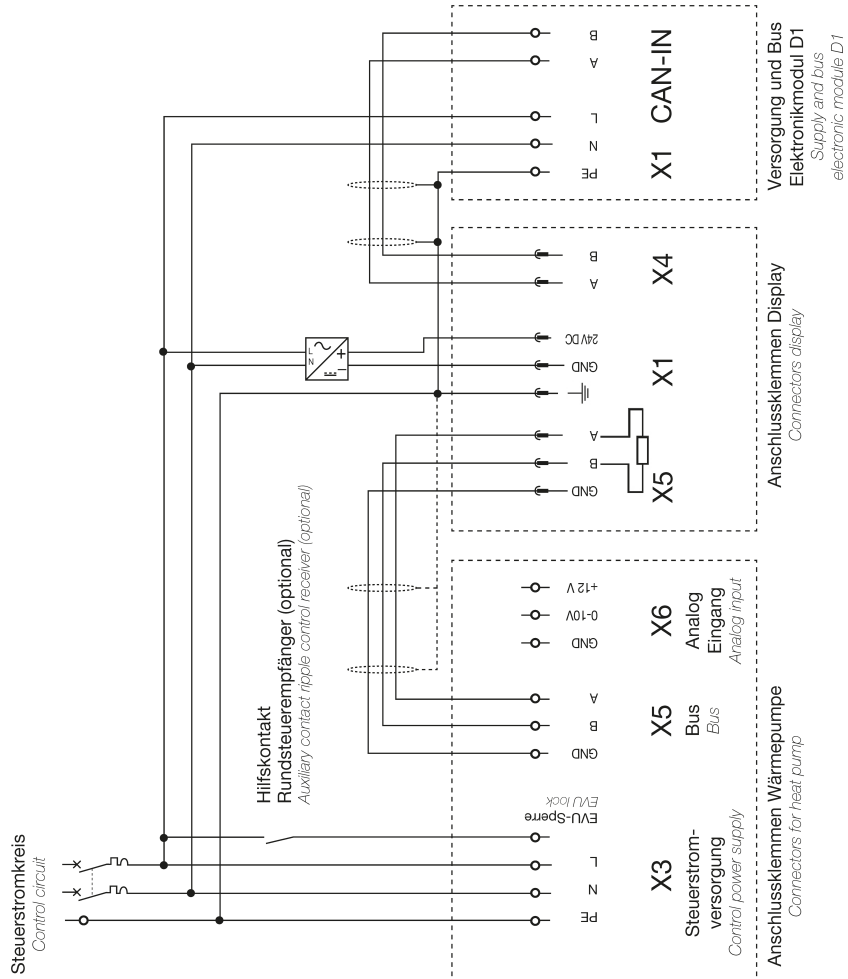 Steuerstromkreis
Control circuit
Hilfskontakt
Rundsteuerempfänger (optional)
Auxiliary contact ripple control receiver (optional)
L
N
+
−
PE
N
L
EVU-Sperre
EVU lock
GND
B
A
GND
0-10V
+12 V
X3
Steuerstrom-
versorgung
Control power supply
X5
Bus
Bus
X6
Analog
Eingang
Analog input
Anschlussklemmen Wärmepumpe
Connectors for heat pump
GND
B
A
GND
24V DC
A
B
X5
X1
X4
Anschlussklemmen Display
Connectors display
PE
N
L
A
B
X1
CAN-IN
Versorgung und Bus
Elektronikmodul D1
Supply and bus
electronic module D1